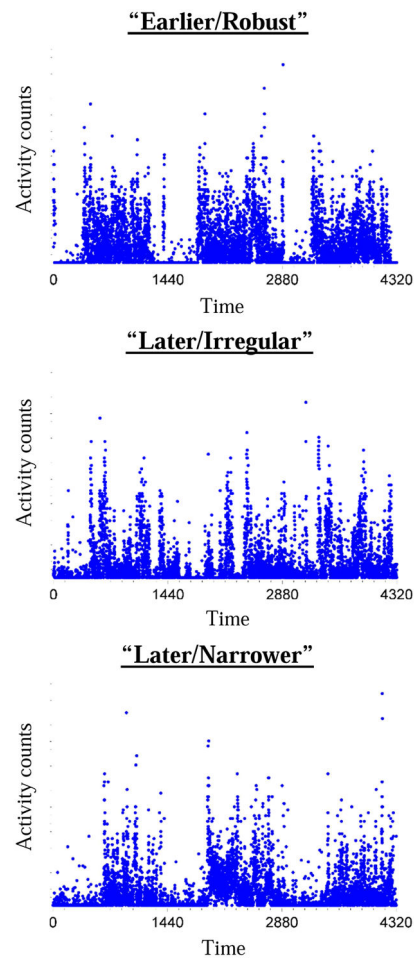 “Earlier/Robust”
Activity counts
0 1440 2880 4320
Time
“Later/Irregular”
Activity counts
0 1440 2880 4320
Time
“Later/Narrower”
Activity counts
0 1440 2880 4320
Time